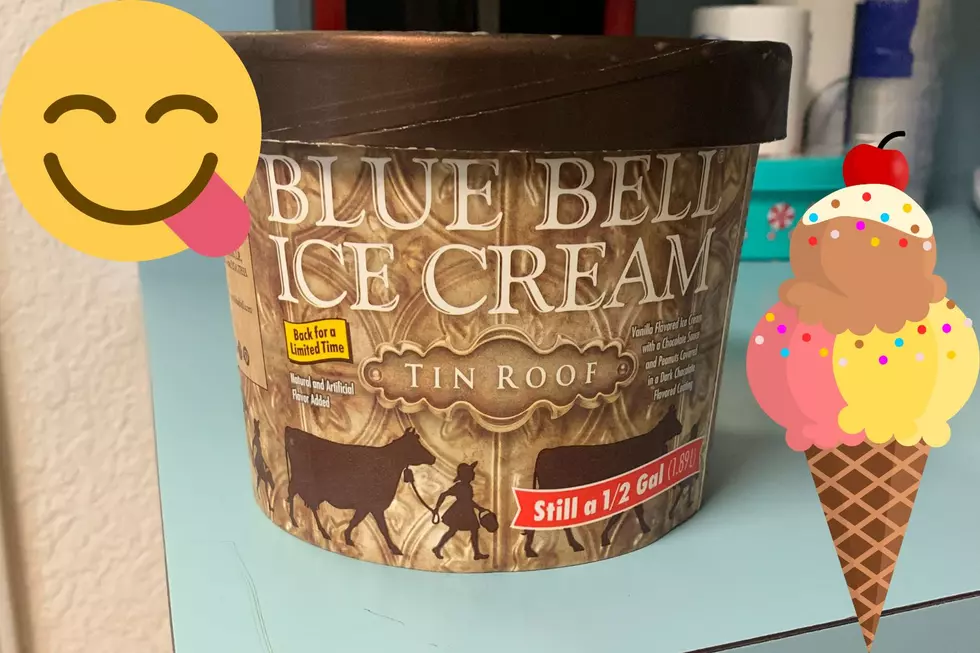 BLUE BELL®
ICE CREAM
Back for a
Limited Time
TIN ROOF
Natural and Artificial
Flavor Added
Vanilla Flavored Ice Cream
with a Chocolate Sauce
and Peanuts Covered
in a Dark Chocolate
Flavored Coating
Still a 1/2 Gal (1.89L)